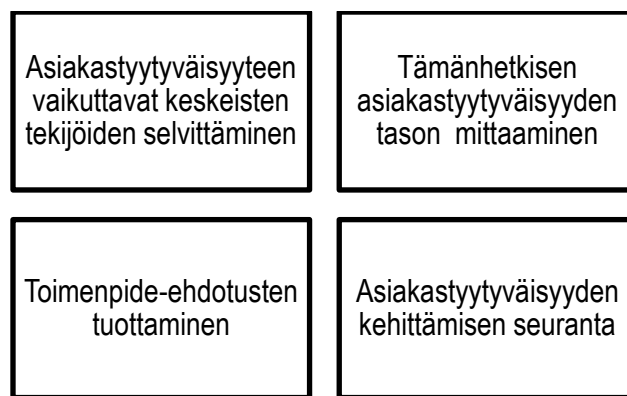 Asiakastyytyväisyyteen
vaikuttavat keskeisten
tekijöiden selvittäminen
Tämänhetkisen
asiakastyytyväisyyden
tason mittaaminen
Toimenpide-ehdotusten
tuottaminen
Asiakastyytyväisyyden
kehittämisen seuranta